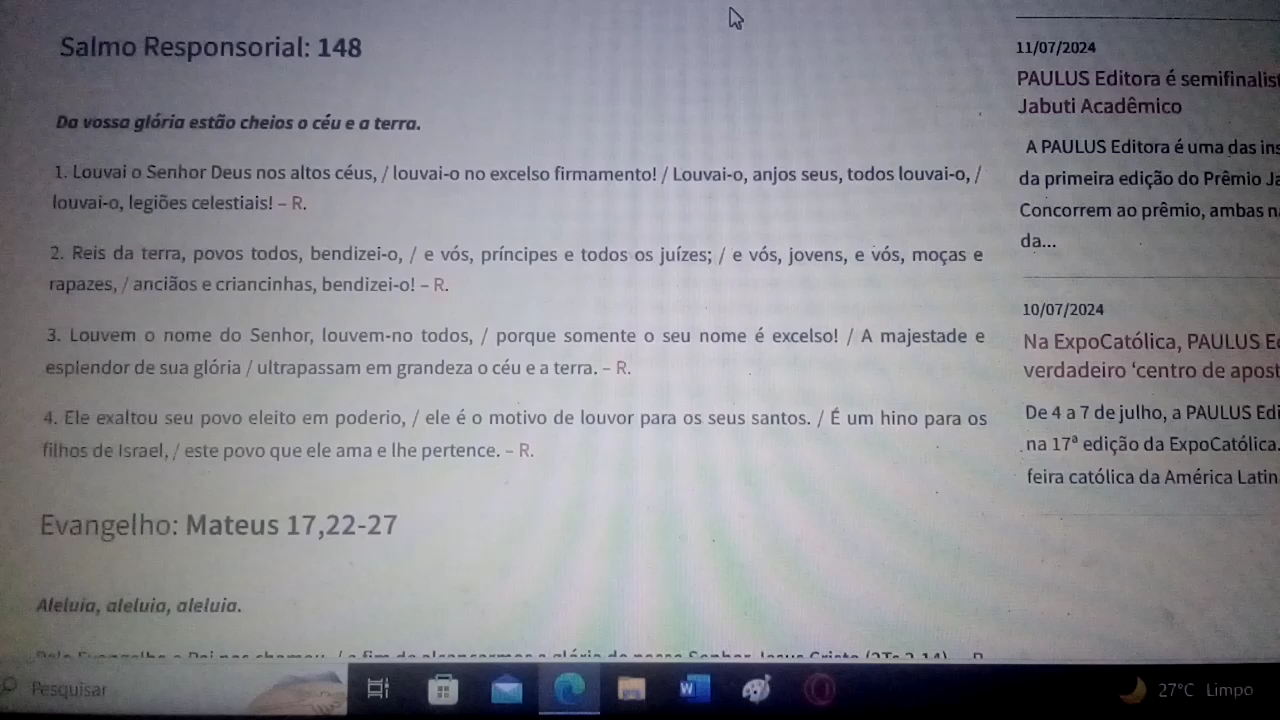 Salmo Responsorial: 148
Da vossa glória estão cheios o céu e a terra.
1. Louvai o Senhor Deus nos altos céus, / louvai-o no excelso firmamento! / Louvai-o, anjos seus, todos louvai-o, /
louvai-o, legiões celestiais! – R.
2. Reis da terra, povos todos, bendizei-o, / e vós, príncipes e todos os juízes; / e vós, jovens, e vós, moças e
rapazes, / anciãos e criancinhas, bendizei-o! – R.
3. Louvem o nome do Senhor, louvem-no todos, / porque somente o seu nome é excelso! / A majestade e
esplendor de sua glória / ultrapassam em grandeza o céu e a terra. – R.
4. Ele exaltou seu povo eleito em poderio, / ele é o motivo de louvor para os seus santos. / É um hino para os
filhos de Israel, / este povo que ele ama e lhe pertence. – R.
Evangelho: Mateus 17,22-27
Aleluia, aleluia, aleluia.
11/07/2024
PAULUS Editora é semifinalist
Jabuti Acadêmico
A PAULUS Editora é uma das ins
da primeira edição do Prêmio Ja
Concorrem ao prêmio, ambas na
da...
10/07/2024
Na ExpoCatólica, PAULUS Ed
verdadeiro ‘centro de apost
De 4 a 7 de julho, a PAULUS Edi
na 17ª edição da ExpoCatólica.
feira católica da América Latin
Pesquisar
27°C Limpo